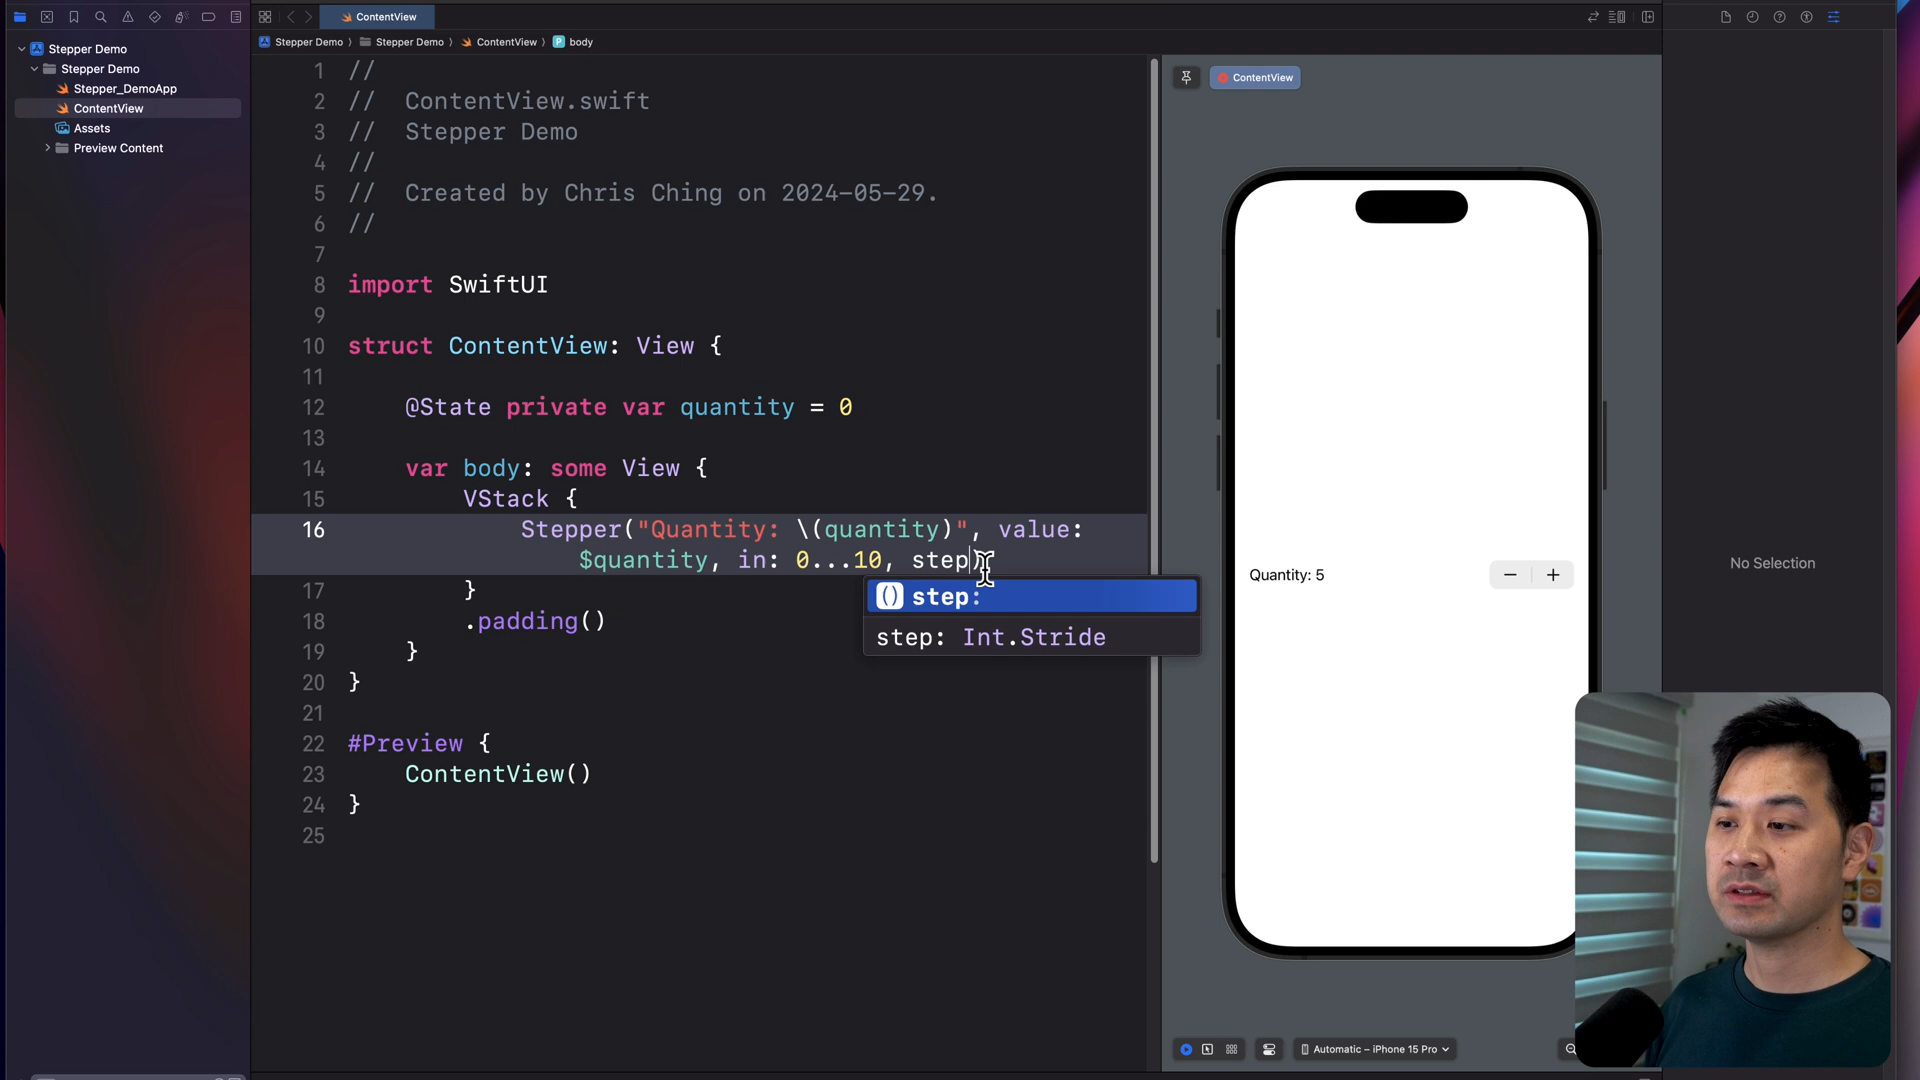 ContentView
Stepper Demo
Stepper Demo
Stepper_DemoApp
ContentView
Assets
Preview Content
Stepper Demo
Stepper Demo
ContentView
body
1 //
2 //  ContentView.swift
3 //  Stepper Demo
4 //
5 //  Created by Chris Ching on 2024-05-29.
6 //
7
8 import SwiftUI
9
10 struct ContentView: View {
11
12 @State private var quantity = 0
13
14 var body: some View {
15 VStack {
16 Stepper("Quantity: \(quantity)", value:
$quantity, in: 0...10, step)
17 }
18 .padding()
19 }
20 }
21
22 #Preview {
23 ContentView()
24 }
25
() step:
step: Int.Stride
ContentView
Quantity: 5
− +
Automatic – iPhone 15 Pro
No Selection